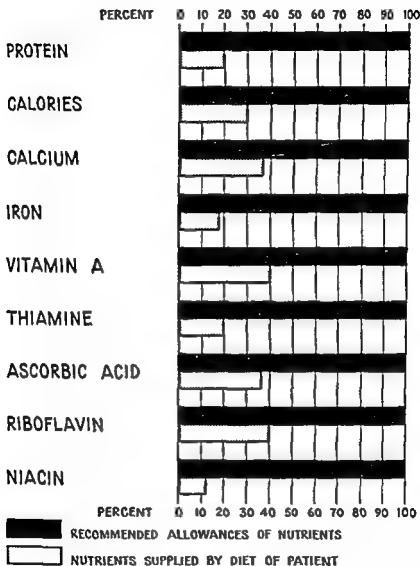 PERCENT 0 10 20 30 40 50 60 70 80 90 100
PROTEIN
CALORIES
CALCIUM
IRON
VITAMIN A
THIAMINE
ASCORBIC ACID
RIBOFLAVIN
NIACIN
PERCENT 0 10 20 30 40 50 60 70 80 90 100
RECOMMENDED ALLOWANCES OF NUTRIENTS
NUTRIENTS SUPPLIED BY DIET OF PATIENT